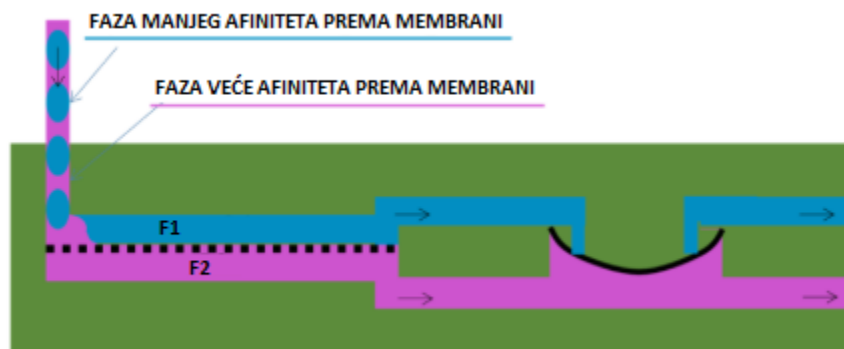 FAZA MANJEG AFINITETA PREMA MEMBRANI
FAZA VEĆE AFINITETA PREMA MEMBRANI
F1
F2